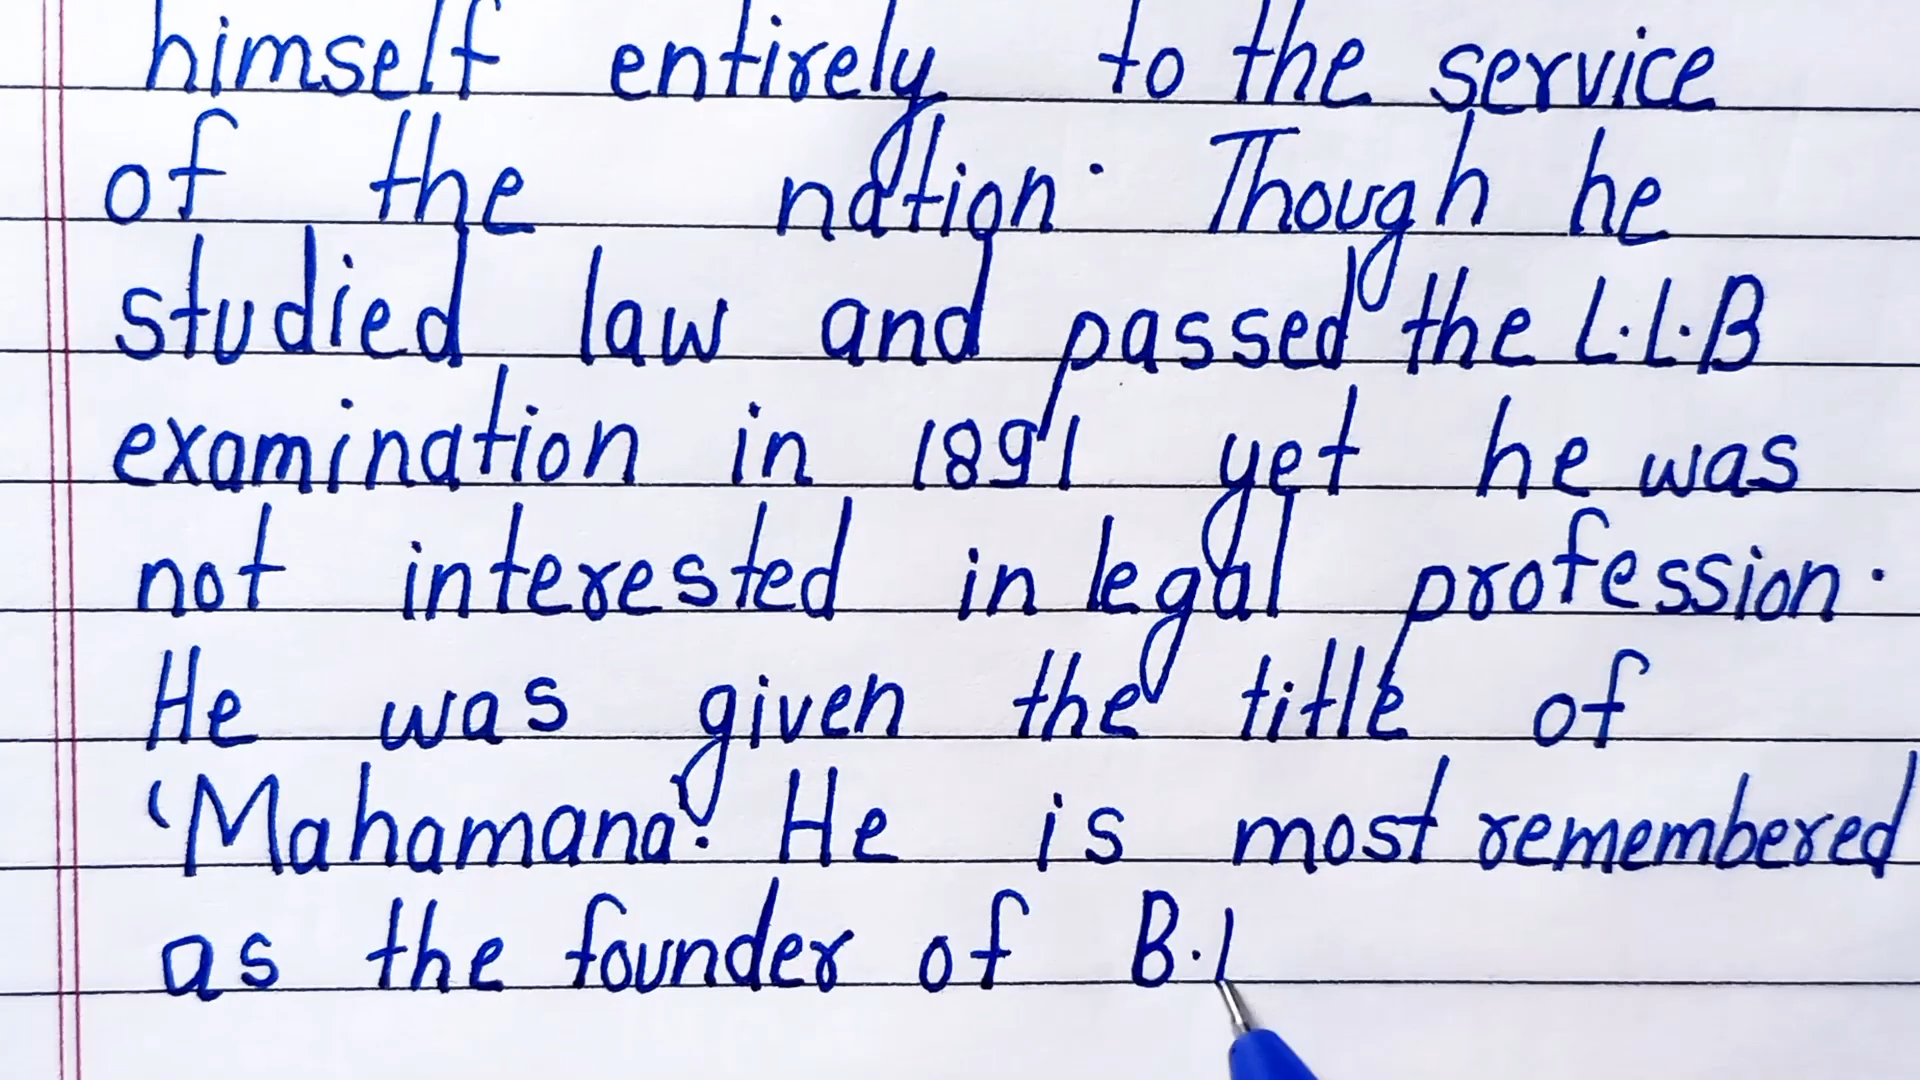 himself entirely to the service
of the nation. Though he
studied law and passed the L.L.B
examination in 1891 yet he was
not interested in legal profession.
He was given the title of
'Mahamana'. He is most remembered
as the founder of B.